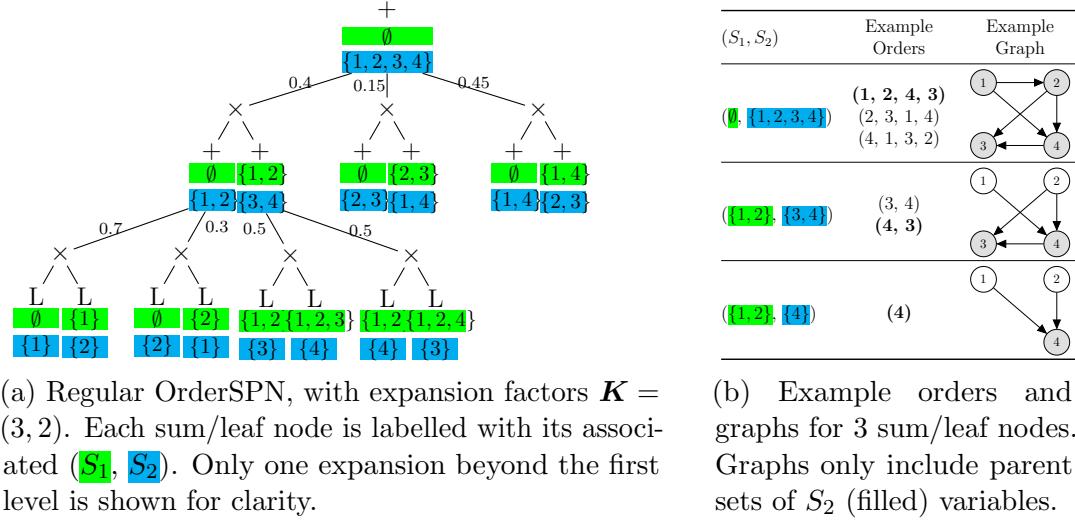 +
∅
{1, 2, 3, 4}
0.4 0.15 0.45
× × ×
+ + + + + +
∅ {1, 2} ∅ {2, 3} ∅ {1, 4}
{1, 2} {3, 4} {2, 3} {1, 4} {1, 4} {2, 3}
0.7 0.3 0.5 0.5
× × × ×
L L L L L L L L
∅ {1} ∅ {2} {1, 2} {1, 2, 3} {1, 2} {1, 2, 4}
{1} {2} {2} {1} {3} {4} {4} {3}
(a) Regular OrderSPN, with expansion factors K =
(3, 2). Each sum/leaf node is labelled with its associ-
ated (S₁, S₂). Only one expansion beyond the first
level is shown for clarity.
(S₁, S₂) Example Orders Example Graph
(∅, {1, 2, 3, 4})
(1, 2, 4, 3)
(2, 3, 1, 4)
(4, 1, 3, 2)
1 2
3 4
({1, 2}, {3, 4})
(3, 4)
(4, 3)
1 2
3 4
({1, 2}, {4})
(4)
1 2
4
(b) Example orders and
graphs for 3 sum/leaf nodes.
Graphs only include parent
sets of S₂ (filled) variables.